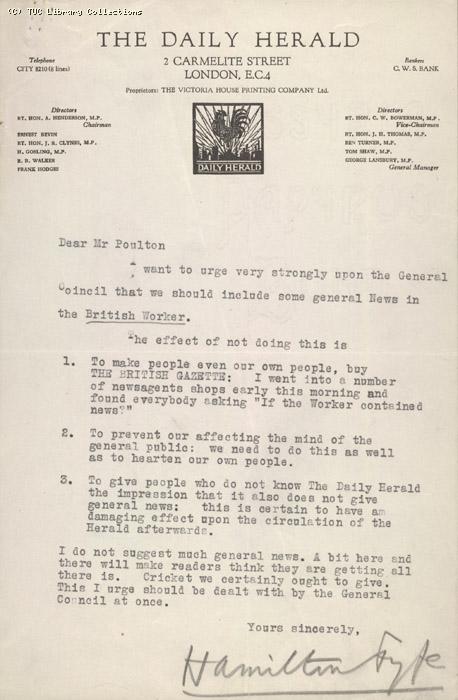 (C) TUC Library Collections
THE DAILY HERALD
2 CARMELITE STREET
LONDON, E.C.4
Telephone
CITY 8210 (8 lines)
Bankers
C. W. S. BANK
Proprietors: THE VICTORIA HOUSE PRINTING COMPANY Ltd.
Directors
RT. HON. A. HENDERSON, M.P.
Chairman
ERNEST BEVIN
RT. HON. J. R. CLYNES, M.P.
H. GOSLING, M.P.
R. B. WALKER
FRANK HODGES
DAILY HERALD
Directors
RT. HON. C. W. BOWERMAN, M.P.
Vice-Chairman
RT. HON. J. H. THOMAS, M.P.
BEN TURNER, M.P.
TOM SHAW, M.P.
GEORGE LANSBURY, M.P.
General Manager
Dear Mr Poulton
I want to urge very strongly upon the General
Coincil that we should include some general News in
the British Worker.
The effect of not doing this is
1. To make people even our own people, buy
THE BRITISH GAZETTE: I went into a number
of newsagents shops early this morning and
found everybody asking "If the Worker contained
news?"
2. To prevent our affecting the mind of the
general public: we need to do this as well
as to hearten our own people.
3. To give people who do not know The Daily Herald
the impression that it also does not give
general news: this is certain to have am
damaging effect upon the circulation of the
Herald afterwards.
I do not suggest much general news. A bit here and
there will make readers think they are getting all
there is. Cricket we certainly ought to give.
This I urge should be dealt with by the General
Council at once.
Yours sincerely,
Hamilton Fyfe